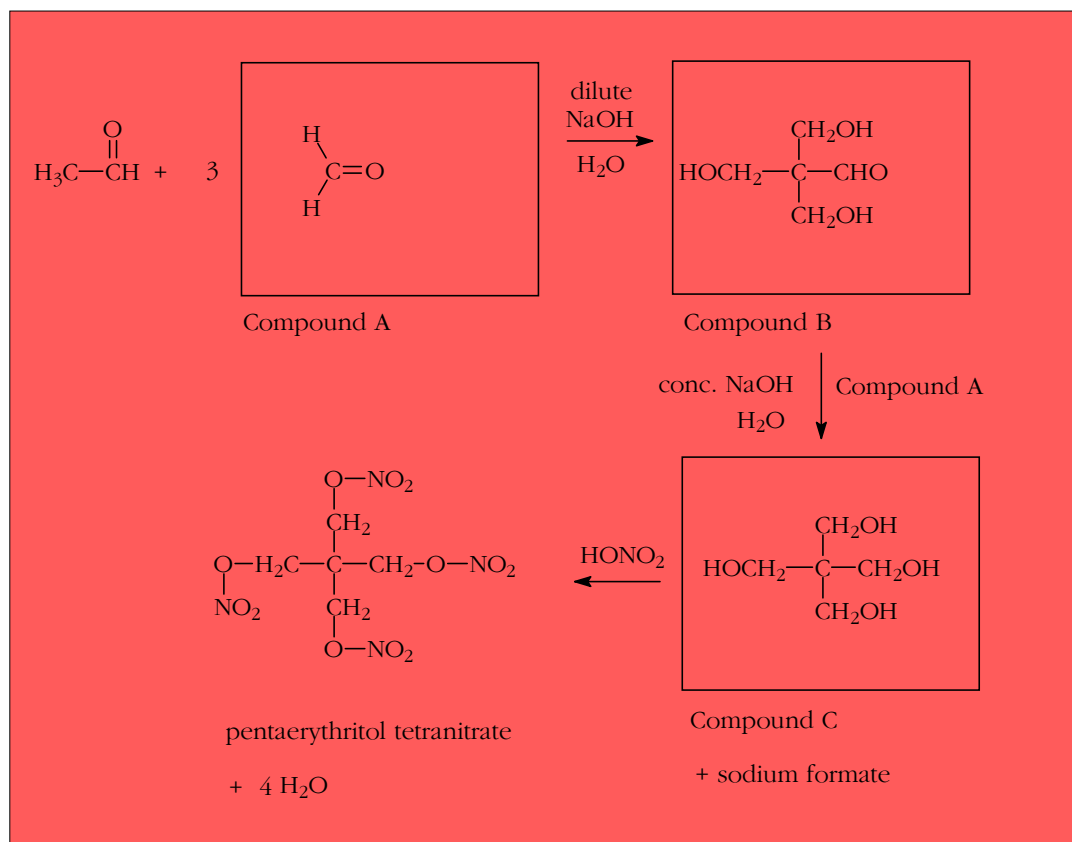 O
H3C—CH + 3
H
C=O
H
Compound A
dilute
NaOH
H2O
CH2OH
HOCH2—C—CHO
CH2OH
Compound B
conc. NaOH
H2O
Compound A
O—NO2
CH2
O—H2C—C—CH2-O—NO2
NO2
CH2
O—NO2
HONO2
CH2OH
HOCH2—C—CH2OH
CH2OH
Compound C
+ sodium formate
pentaerythritol tetranitrate
+ 4 H2O